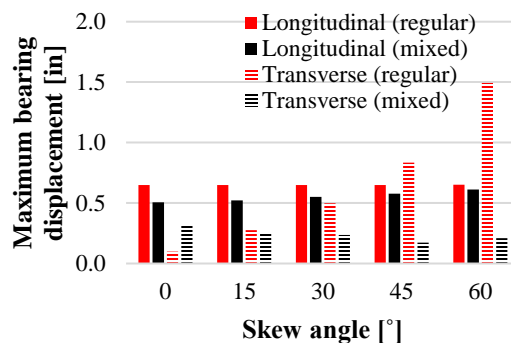 Maximum bearing
displacement [in]
2.0
1.5
1.0
0.5
0.0
Longitudinal (regular)
Longitudinal (mixed)
Transverse (regular)
Transverse (mixed)
0 15 30 45 60
Skew angle [°]